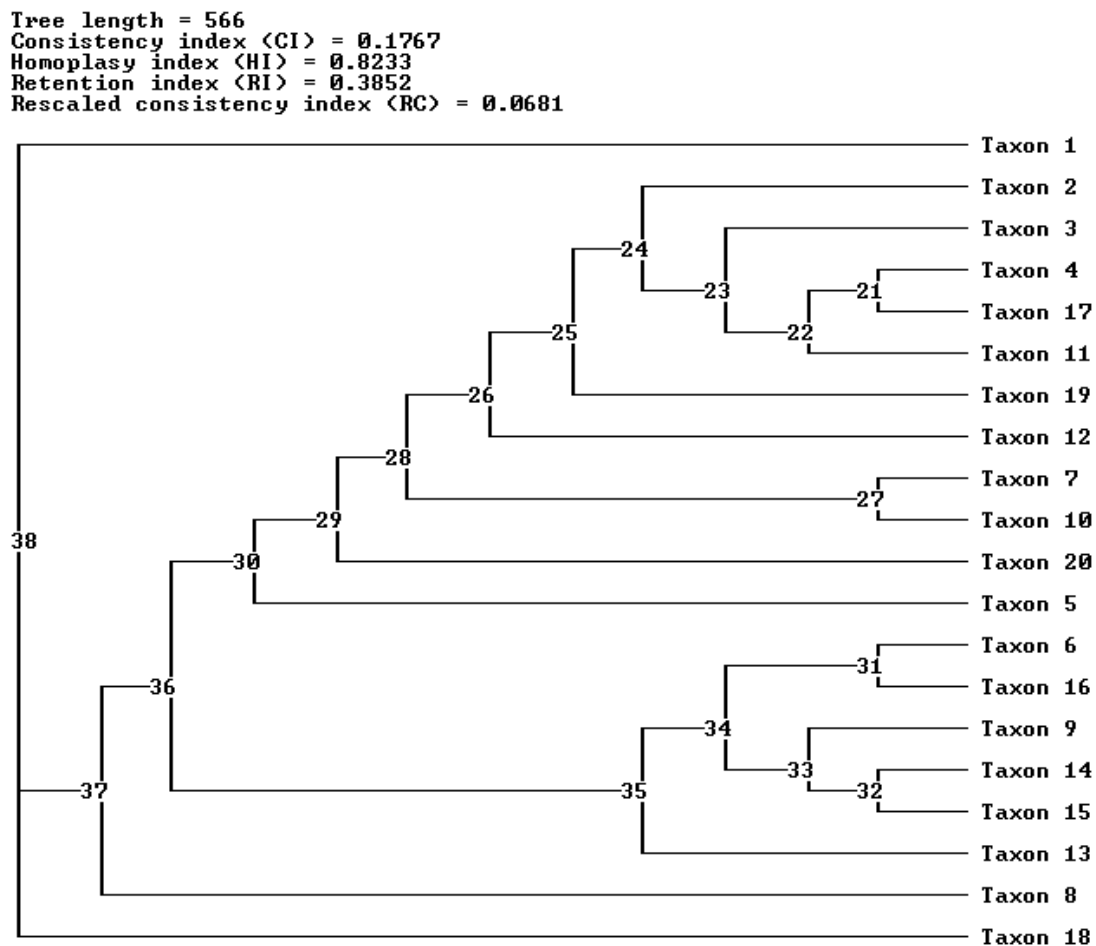 Tree length = 566
Consistency index (CI) = 0.1767
Homoplasy index (HI) = 0.8233
Retention index (RI) = 0.3852
Rescaled consistency index (RC) = 0.0681
Taxon 1
Taxon 2
Taxon 3
24
Taxon 4
23
21
Taxon 17
25
22
Taxon 11
26
Taxon 19
Taxon 12
28
Taxon 7
27
29
Taxon 10
38
30
Taxon 20
Taxon 5
Taxon 6
31
36
Taxon 16
34
Taxon 9
33
Taxon 14
37
35
32
Taxon 15
Taxon 13
Taxon 8
Taxon 18